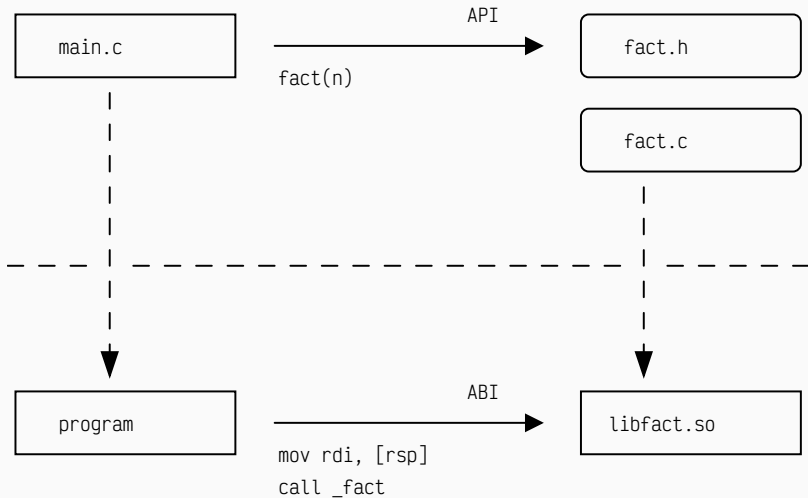 API
main.c
fact.h
fact(n)
fact.c
ABI
program
libfact.so
mov rdi, [rsp]
call _fact